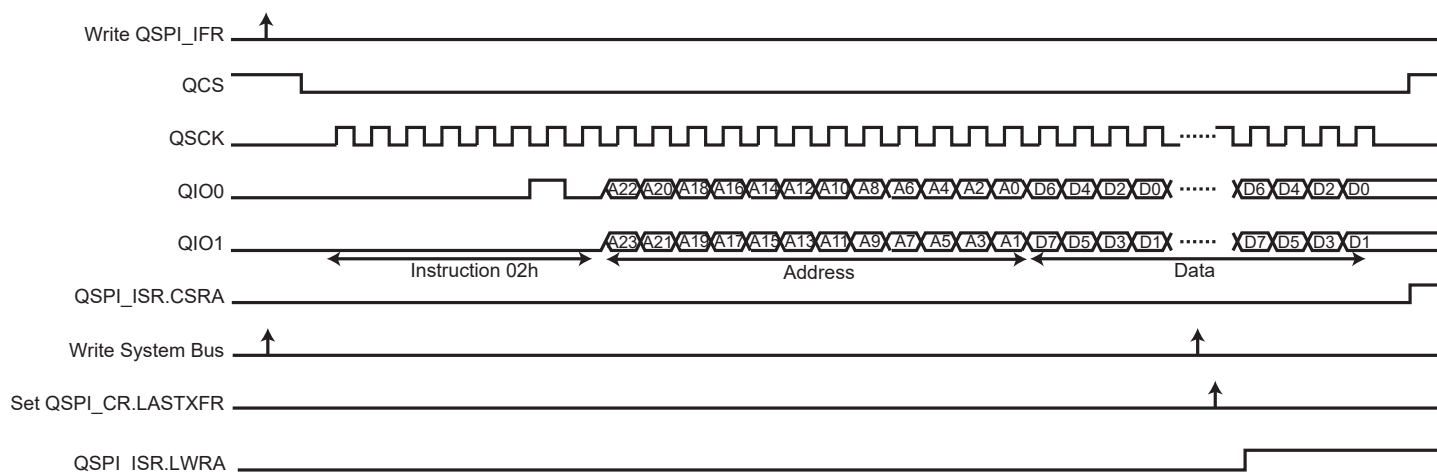 Write QSPI_IFR
QCS
QSCK
QIO0 A22 A20 A18 A16 A14 A12 A10 A8 A6 A4 A2 A0 D6 D4 D2 D0 D6 D4 D2 D0
QIO1 A23 A21 A19 A17 A15 A13 A11 A9 A7 A5 A3 A1 D7 D5 D3 D1 D7 D5 D3 D1
Instruction 02h Address Data
QSPI_ISR.CSRA
Write System Bus
Set QSPI_CR.LASTXFR
QSPI_ISR.LWRA